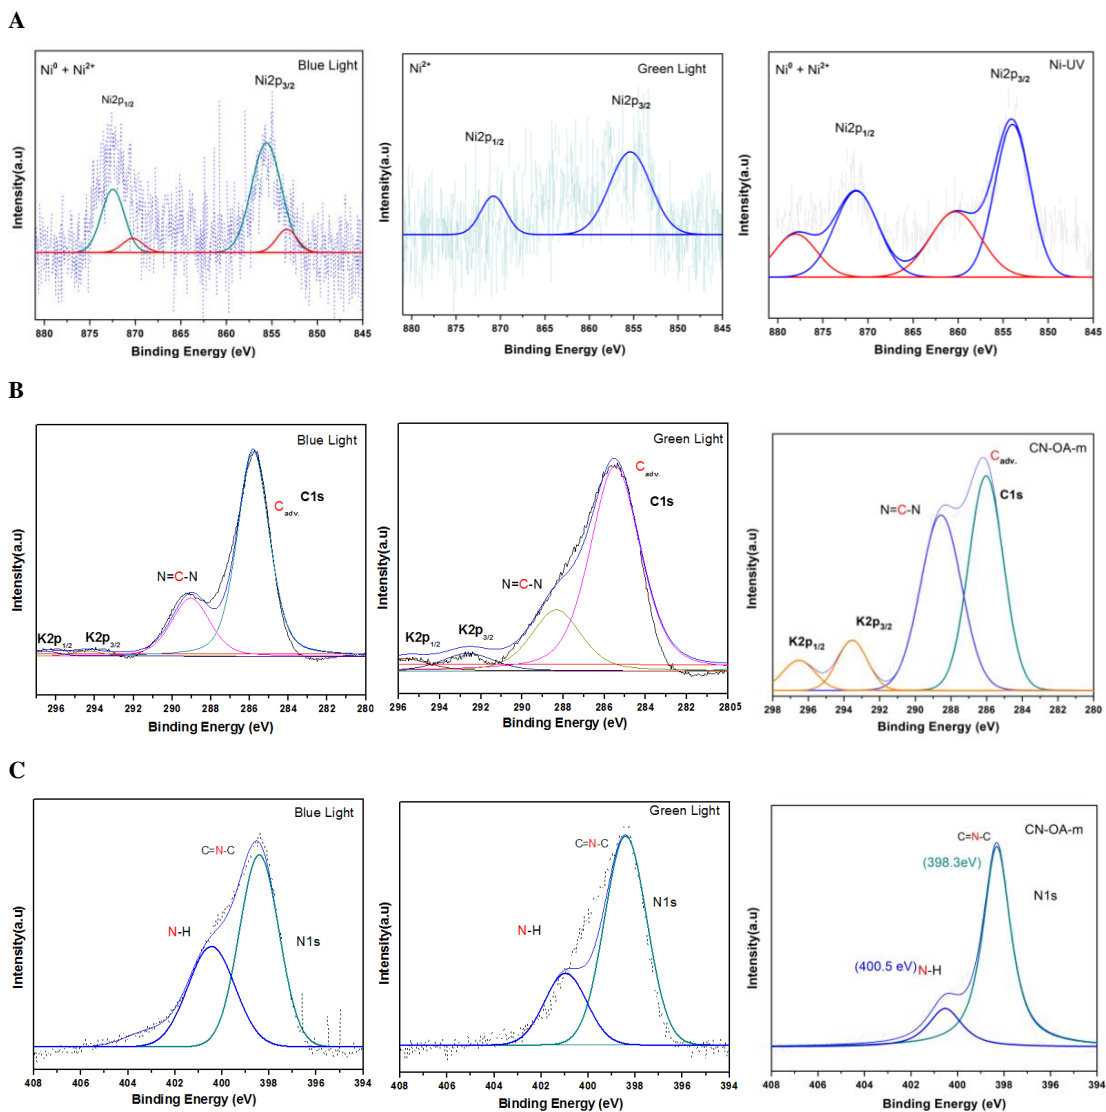 A
Ni⁰ + Ni²⁺
Blue Light
Ni2p₁/₂
Ni2p₃/₂
Intensity(a.u)
880 875 870 865 860 855 850 845
Binding Energy (eV)
Ni²⁺
Green Light
Ni2p₁/₂
Ni2p₃/₂
Intensity(a.u)
880 875 870 865 860 855 850 845
Binding Energy (eV)
Ni⁰ + Ni²⁺
Ni-UV
Ni2p₁/₂
Ni2p₃/₂
Intensity(a.u)
880 875 870 865 860 855 850 845
Binding Energy (eV)
B
Blue Light
C adv. C1s
N=C-N
K2p₁/₂
K2p₃/₂
Intensity(a.u)
296 294 292 290 288 286 284 282 280
Binding Energy (eV)
Green Light
C adv.
C1s
N=C-N
K2p₁/₂
K2p₃/₂
Intensity(a.u)
296 294 292 290 288 286 284 282 2805
Binding Energy (eV)
CN-OA-m
C adv.
C1s
N=C-N
K2p₃/₂
K2p₁/₂
Intensity(a.u)
298 296 294 292 290 288 286 284 282 280
Binding Energy (eV)
C
Blue Light
C=N-C
N-H
N1s
Intensity(a.u)
408 406 404 402 400 398 396 394
Binding Energy (eV)
Green Light
C=N-C
N1s
N-H
Intensity(a.u)
408 406 404 402 400 398 396 394
Binding Energy (eV)
CN-OA-m
C=N-C
(398.3eV)
N1s
(400.5 eV) N-H
Intensity(a.u)
408 406 404 402 400 398 396 394
Binding Energy (eV)